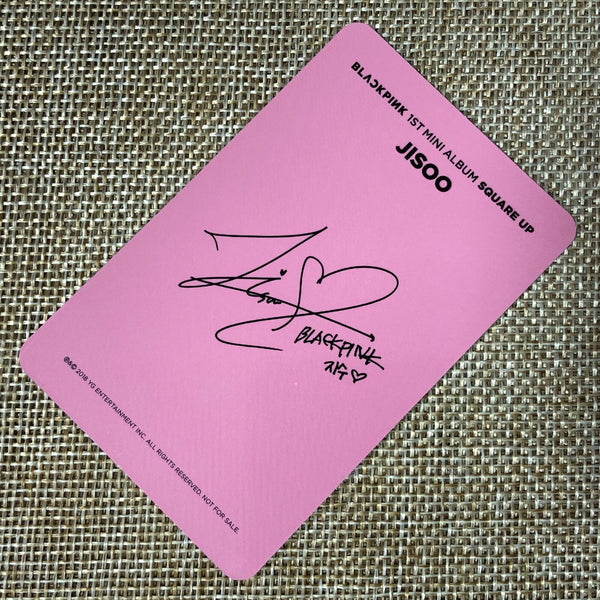 BLACKPINK 1ST MINI ALBUM SQUARE UP
JISOO
Jisoo
BLACKPINK
지수♡
℗&© 2018 YG ENTERTAINMENT INC. ALL RIGHTS RESERVED. NOT FOR SALE.